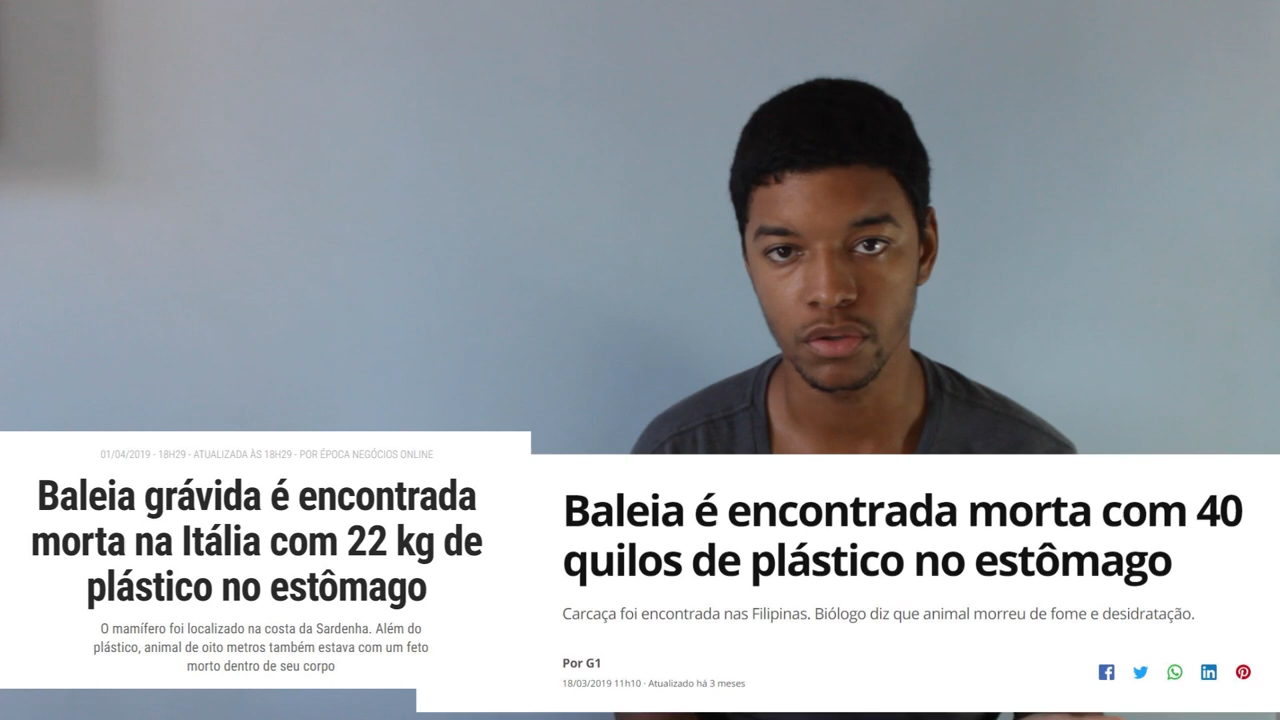 01/04/2019 - 18H29 - ATUALIZADA ÀS 18H29 - POR ÉPOCA NEGÓCIOS ONLINE
Baleia grávida é encontrada
morta na Itália com 22 kg de
plástico no estômago
O mamífero foi localizado na costa da Sardenha. Além do
plástico, animal de oito metros também estava com um feto
morto dentro de seu corpo
Baleia é encontrada morta com 40
quilos de plástico no estômago
Carcaça foi encontrada nas Filipinas. Biólogo diz que animal morreu de fome e desidratação.
Por G1
18/03/2019 11h10 · Atualizado há 3 meses